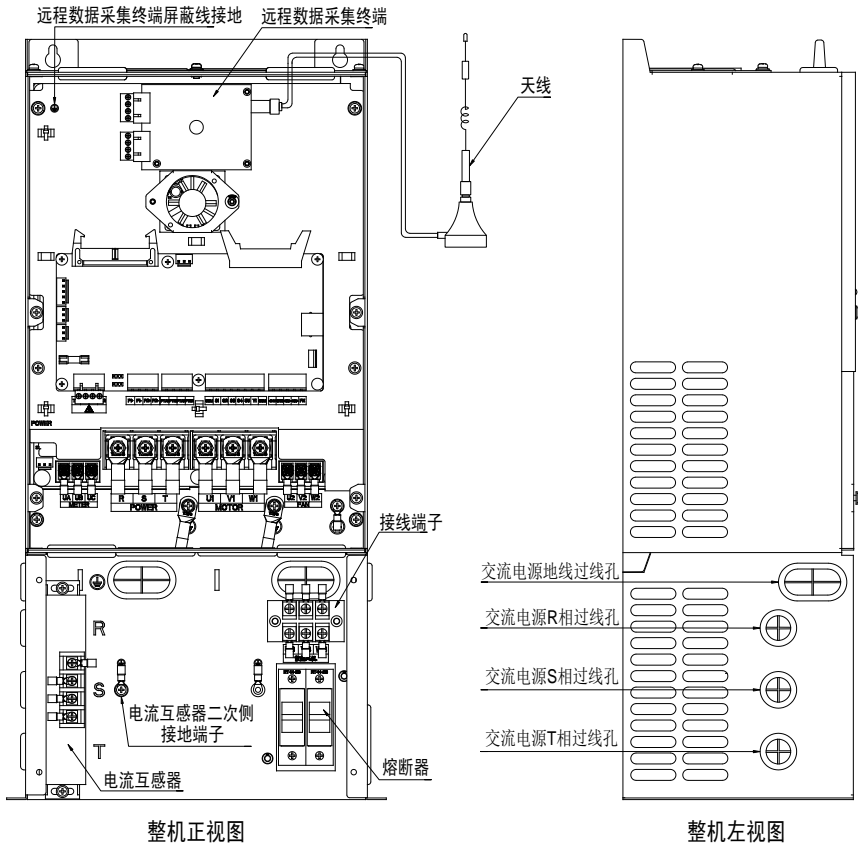 远程数据采集终端屏蔽线接地
远程数据采集终端
天线
POWER
UA UB UC
METER
R S T
POWER
U1 V1 W1
MOTOR
U2 V2 W2
FAN
接线端子
R
S
T
电流互感器二次侧
接地端子
电流互感器
熔断器
交流电源地线过线孔
交流电源R相过线孔
交流电源S相过线孔
交流电源T相过线孔
整机正视图
整机左视图